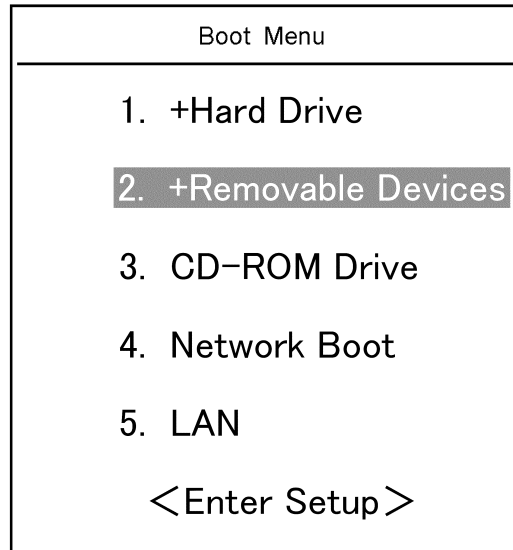 Boot Menu
1. +Hard Drive
2. +Removable Devices
3. CD-ROM Drive
4. Network Boot
5. LAN
<Enter Setup>